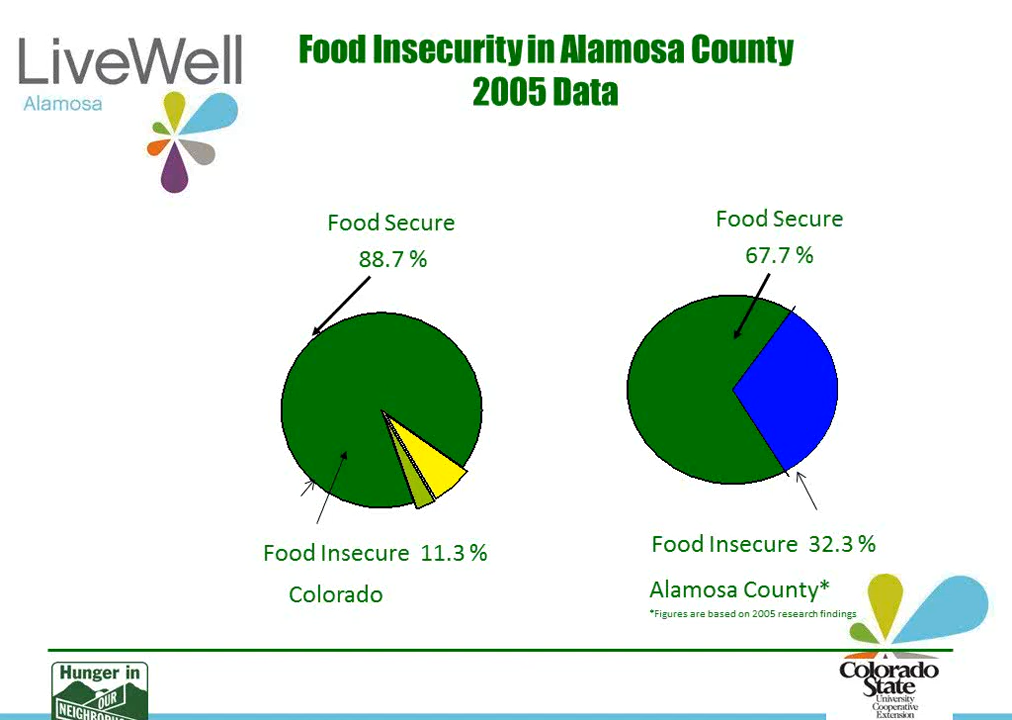 LiveWell
Alamosa
Food Insecurity in Alamosa County
2005 Data
Food Secure
88.7 %
Food Secure
67.7 %
Food Insecure 11.3 %
Colorado
Food Insecure 32.3 %
Alamosa County*
*Figures are based on 2005 research findings
Hunger in
OUR
Colorado
State
University
Cooperative
Extension